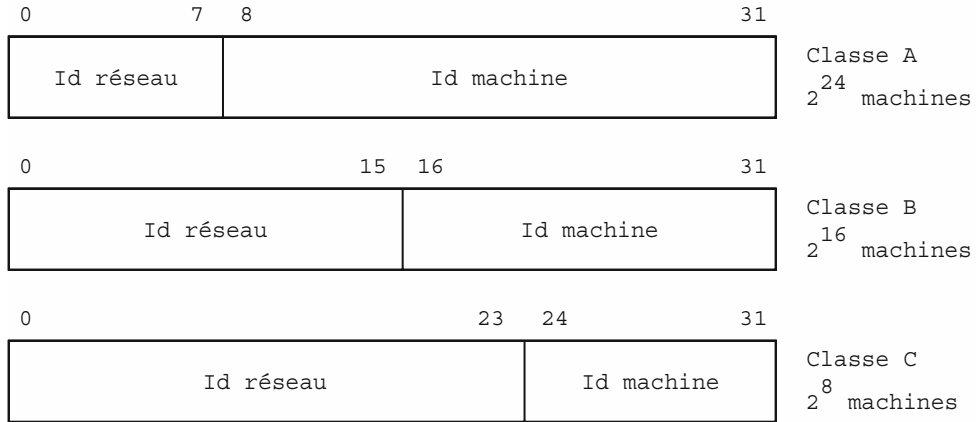 0 7 8 31
Id réseau Id machine
Classe A
2^24 machines
0 15 16 31
Id réseau Id machine
Classe B
2^16 machines
0 23 24 31
Id réseau Id machine
Classe C
2^8 machines